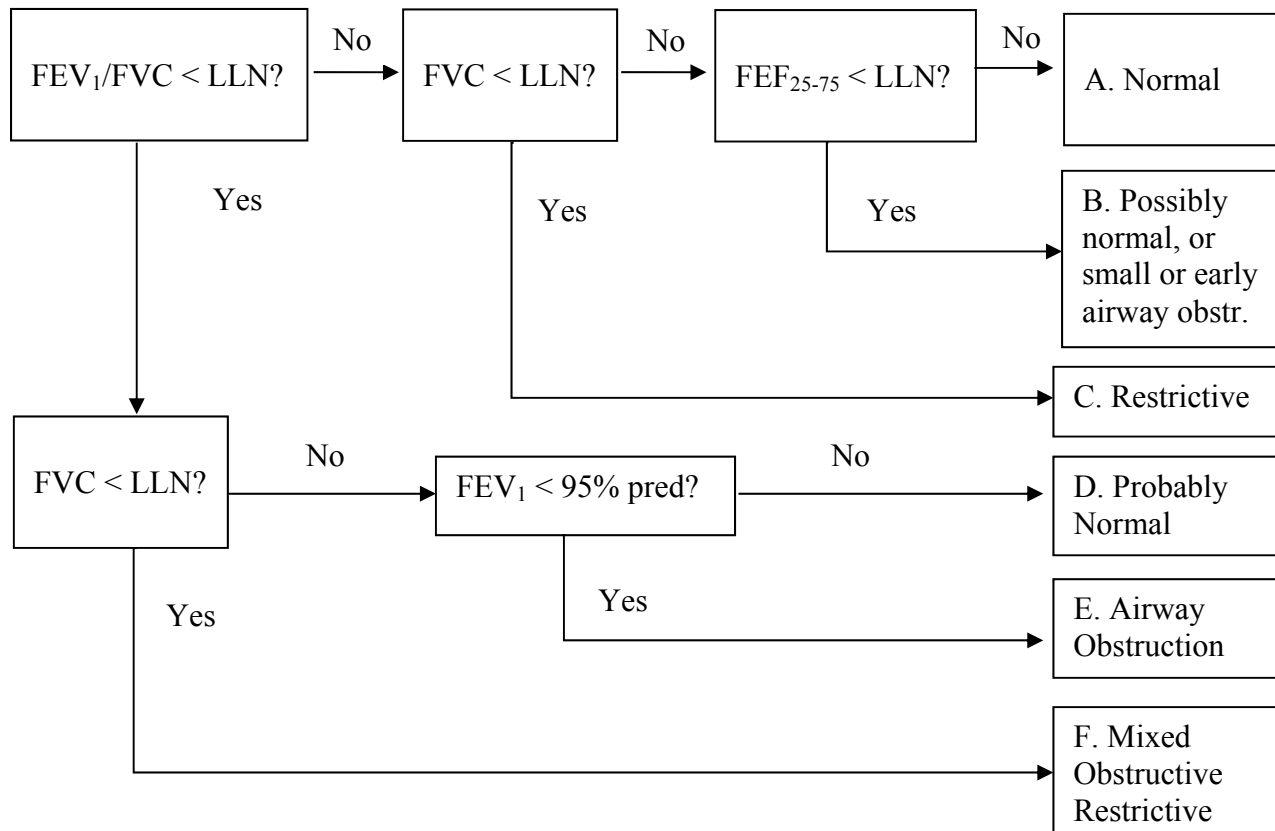 No
No
No
FEV₁/FVC < LLN?
FVC < LLN?
FEF₂₅₋₇₅ < LLN?
A. Normal
Yes
Yes
Yes
B. Possibly
normal, or
small or early
airway obstr.
C. Restrictive
FVC < LLN?
No
FEV₁ < 95% pred?
No
D. Probably
Normal
Yes
Yes
E. Airway
Obstruction
F. Mixed
Obstructive
Restrictive